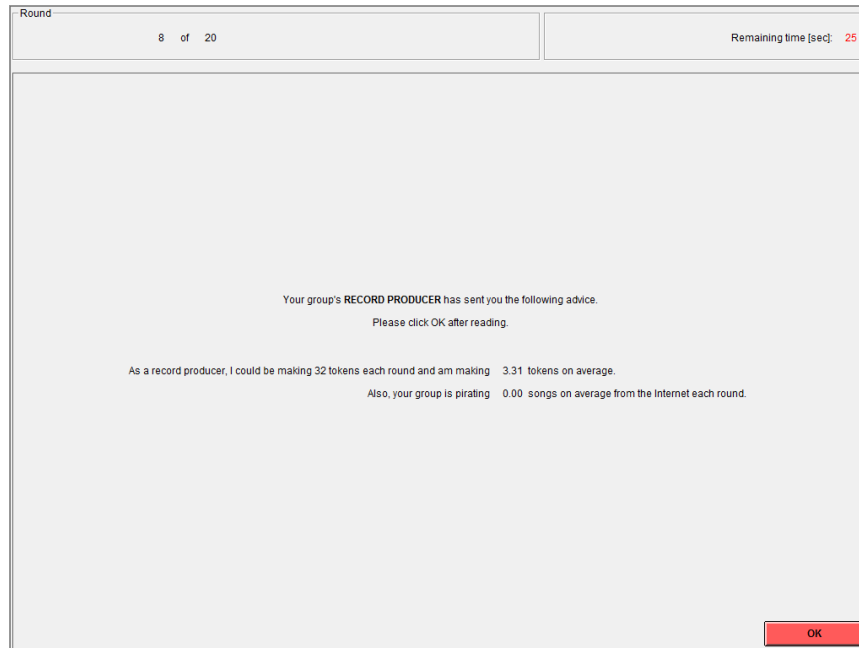 Round
8 of 20
Remaining time [sec]: 25
Your group's RECORD PRODUCER has sent you the following advice.
Please click OK after reading.
As a record producer, I could be making 32 tokens each round and am making 3.31 tokens on average.
Also, your group is pirating 0.00 songs on average from the Internet each round.
OK